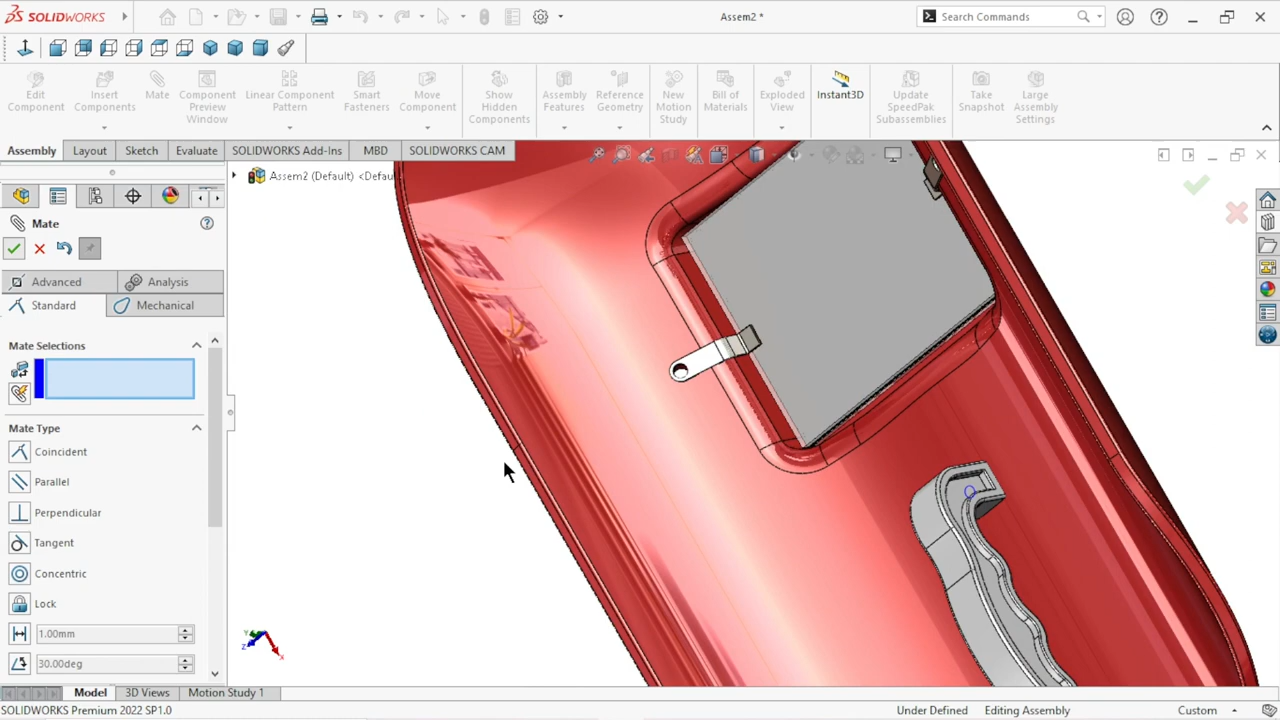 SOLIDWORKS
Assem2 *
Search Commands
Edit Component
Insert Components
Mate
Component Preview Window
Linear Component Pattern
Smart Fasteners
Move Component
Show Hidden Components
Assembly Features
Reference Geometry
New Motion Study
Bill of Materials
Exploded View
Instant3D
Update SpeedPak Subassemblies
Take Snapshot
Large Assembly Settings
Assembly
Layout
Sketch
Evaluate
SOLIDWORKS Add-Ins
MBD
SOLIDWORKS CAM
Assem2 (Default) <Defau
Mate
Advanced
Analysis
Standard
Mechanical
Mate Selections
Mate Type
Coincident
Parallel
Perpendicular
Tangent
Concentric
Lock
1.00mm
30.00deg
Y
Z
X
Model
3D Views
Motion Study 1
SOLIDWORKS Premium 2022 SP1.0
Under Defined
Editing Assembly
Custom